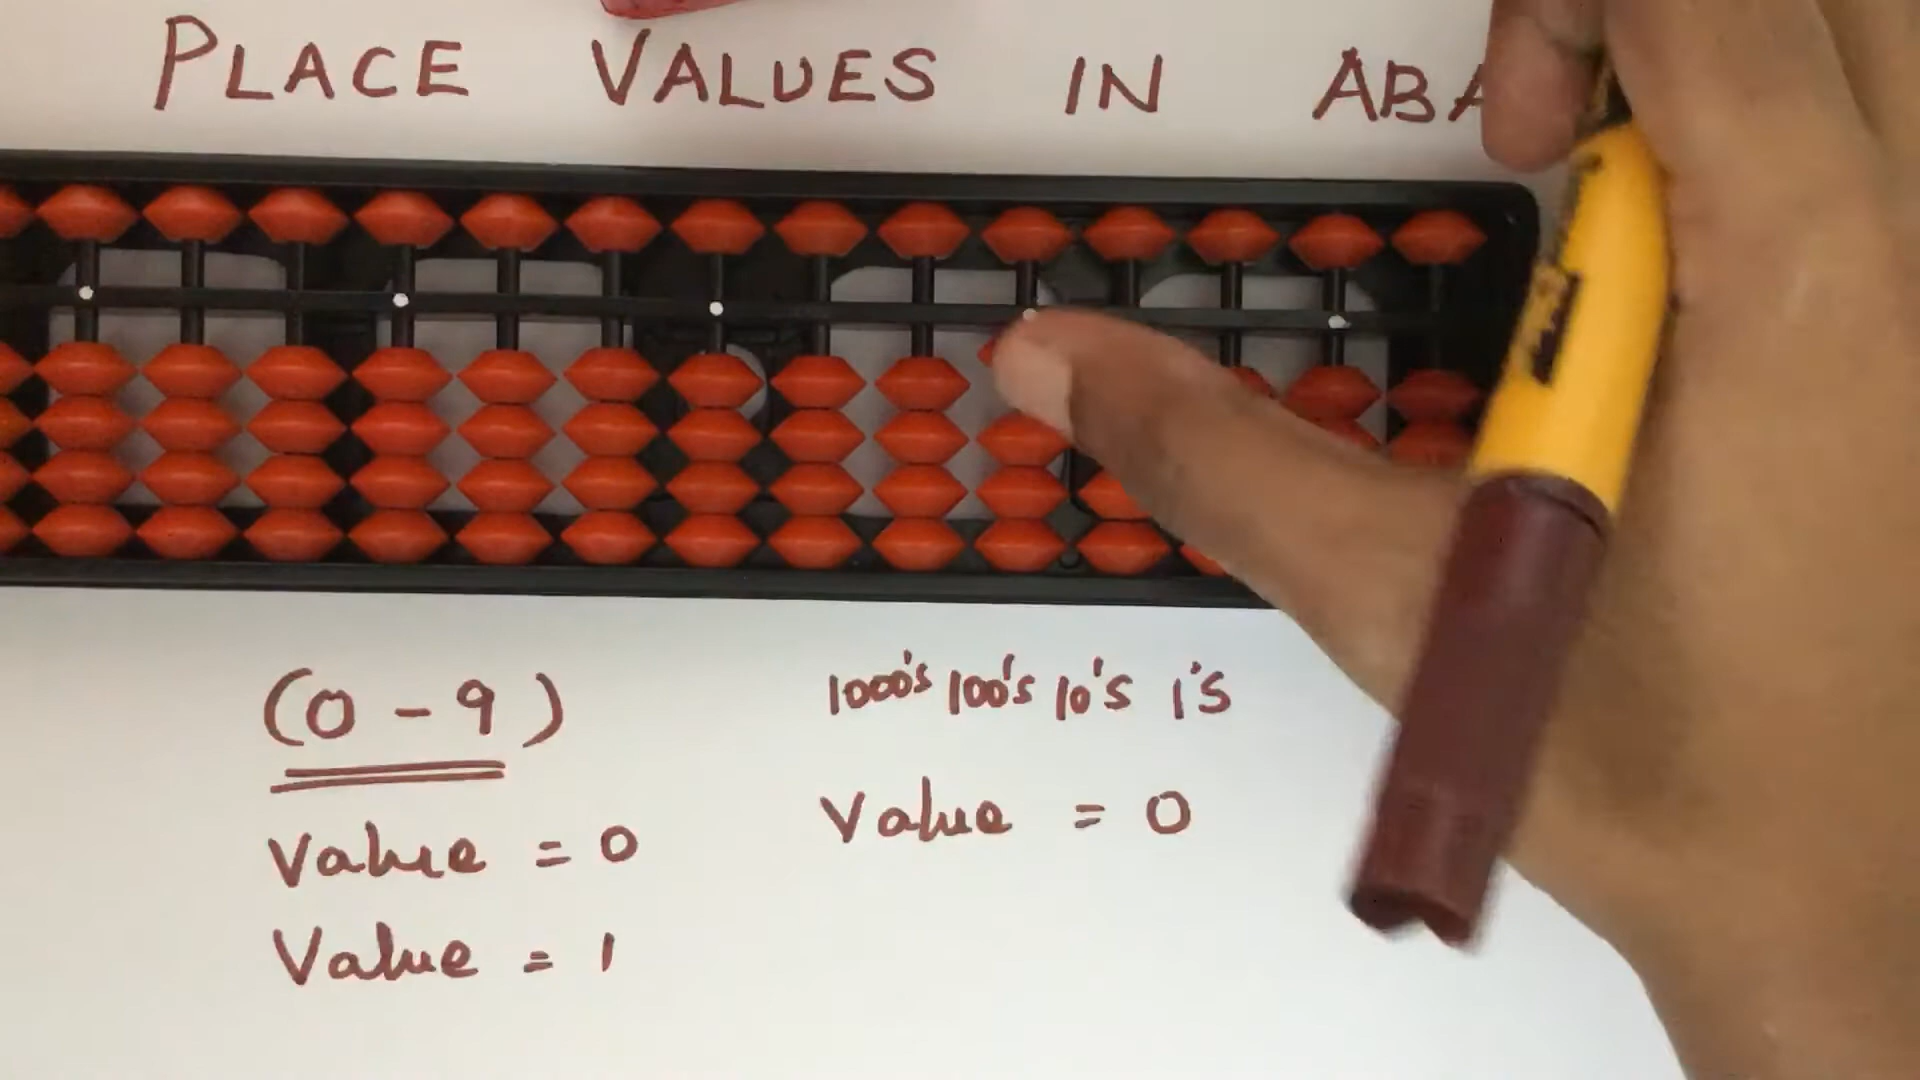 PLACE VALUES IN ABA
(0 - 9)
1000's 100's 10's 1's
Value = 0
Value = 0
Value = 1